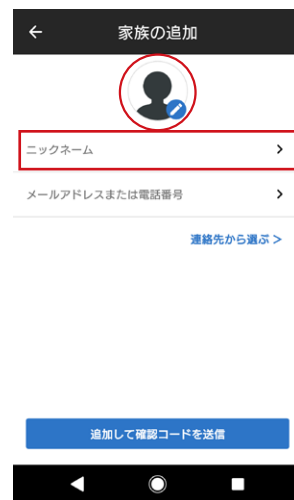 家族の追加
ニックネーム
メールアドレスまたは電話番号
連絡先から選ぶ >
追加して確認コードを送信